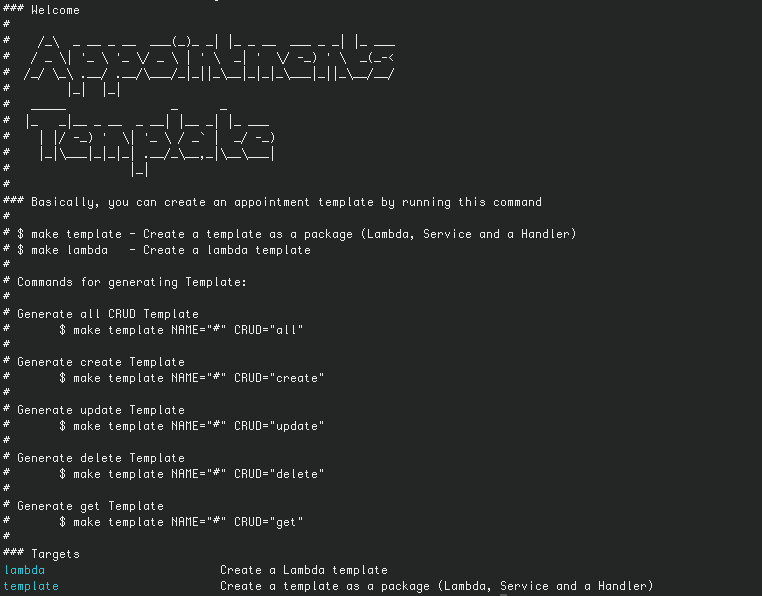 ### Welcome
#
# Appointments
#
# Template
#
### Basically, you can create an appointment template by running this command
#
# $ make template - Create a template as a package (Lambda, Service and a Handler)
# $ make lambda   - Create a lambda template
#
# Commands for generating Template:
#
# Generate all CRUD Template
#       $ make template NAME="#" CRUD="all"
#
# Generate create Template
#       $ make template NAME="#" CRUD="create"
#
# Generate update Template
#       $ make template NAME="#" CRUD="update"
#
# Generate delete Template
#       $ make template NAME="#" CRUD="delete"
#
# Generate get Template
#       $ make template NAME="#" CRUD="get"
#
### Targets
lambda                         Create a Lambda template
template                       Create a template as a package (Lambda, Service and a Handler)